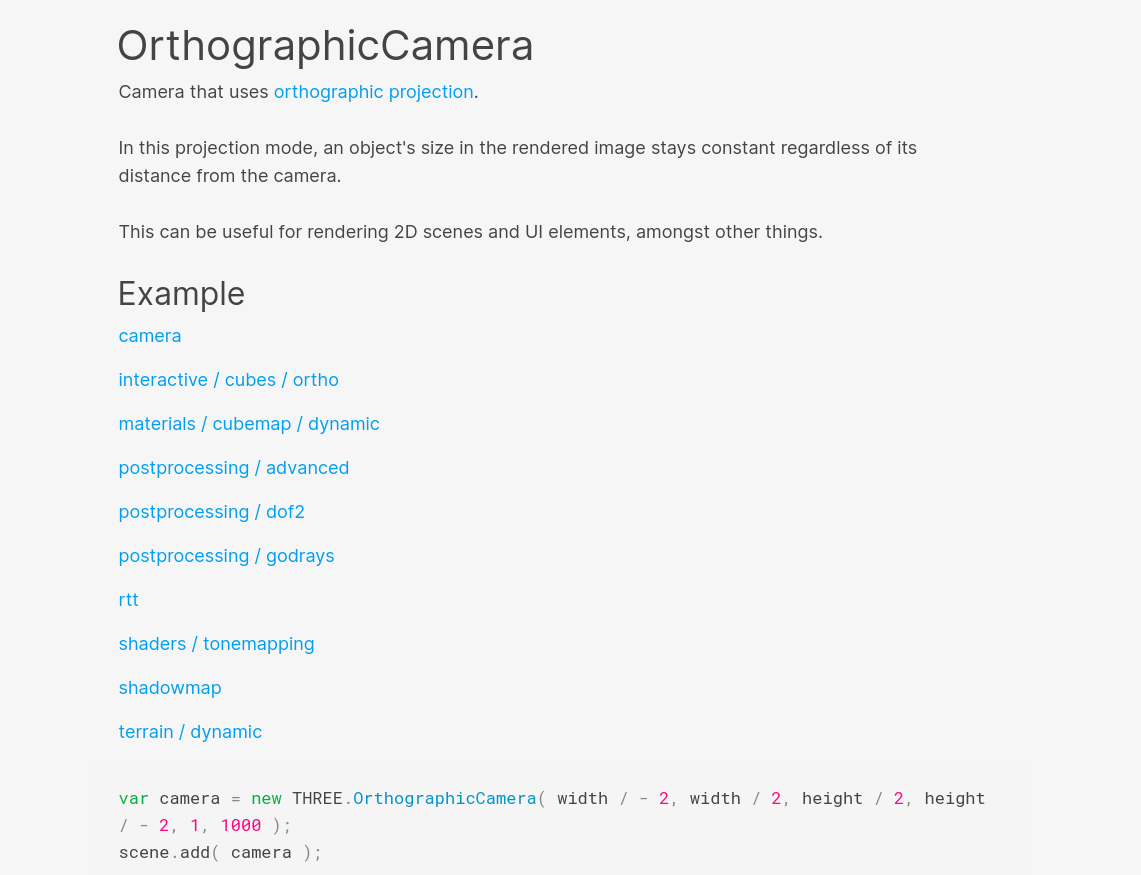 OrthographicCamera
Camera that uses orthographic projection.
In this projection mode, an object's size in the rendered image stays constant regardless of its
distance from the camera.
This can be useful for rendering 2D scenes and UI elements, amongst other things.
Example
camera
interactive / cubes / ortho
materials / cubemap / dynamic
postprocessing / advanced
postprocessing / dof2
postprocessing / godrays
rtt
shaders / tonemapping
shadowmap
terrain / dynamic
var camera = new THREE.OrthographicCamera( width / - 2, width / 2, height / 2, height
/ - 2, 1, 1000 );
scene.add( camera );